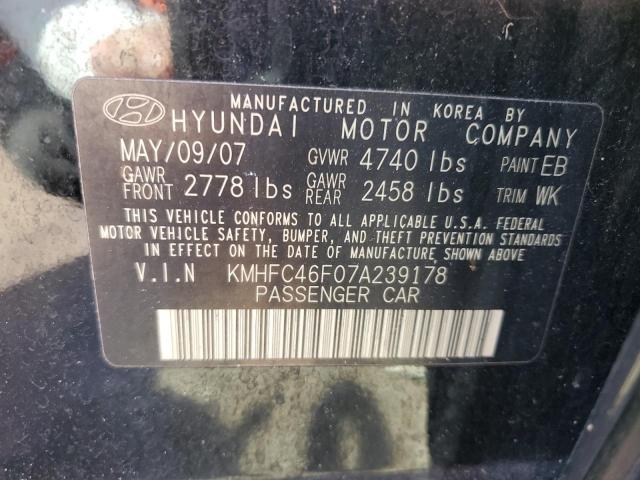 MANUFACTURED IN KOREA BY
HYUNDAI MOTOR COMPANY
MAY/09/07 GVWR 4740 lbs PAINT EB
GAWR FRONT 2778 lbs GAWR REAR 2458 lbs TRIM WK
THIS VEHICLE CONFORMS TO ALL APPLICABLE U.S.A. FEDERAL
MOTOR VEHICLE SAFETY, BUMPER, AND THEFT PREVENTION STANDARDS
IN EFFECT ON THE DATE OF MANUFACTURE, SHOWN ABOVE
V.I.N KMHFC46F07A239178
PASSENGER CAR